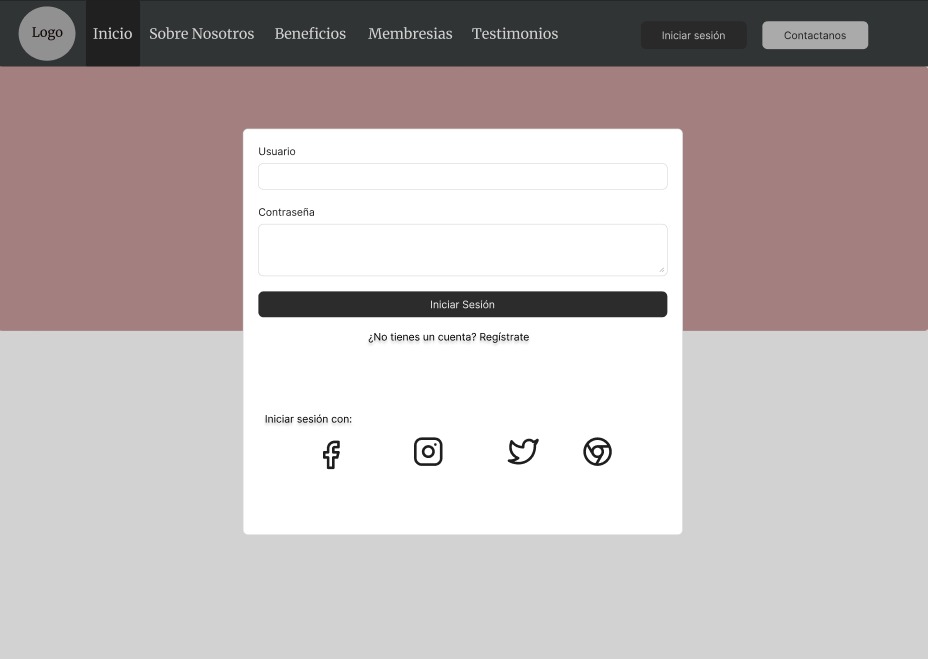 Logo
Inicio
Sobre Nosotros
Beneficios
Membresias
Testimonios
Iniciar sesión
Contactanos
Usuario
Contraseña
Iniciar Sesión
¿No tienes un cuenta? Regístrate
Iniciar sesión con: